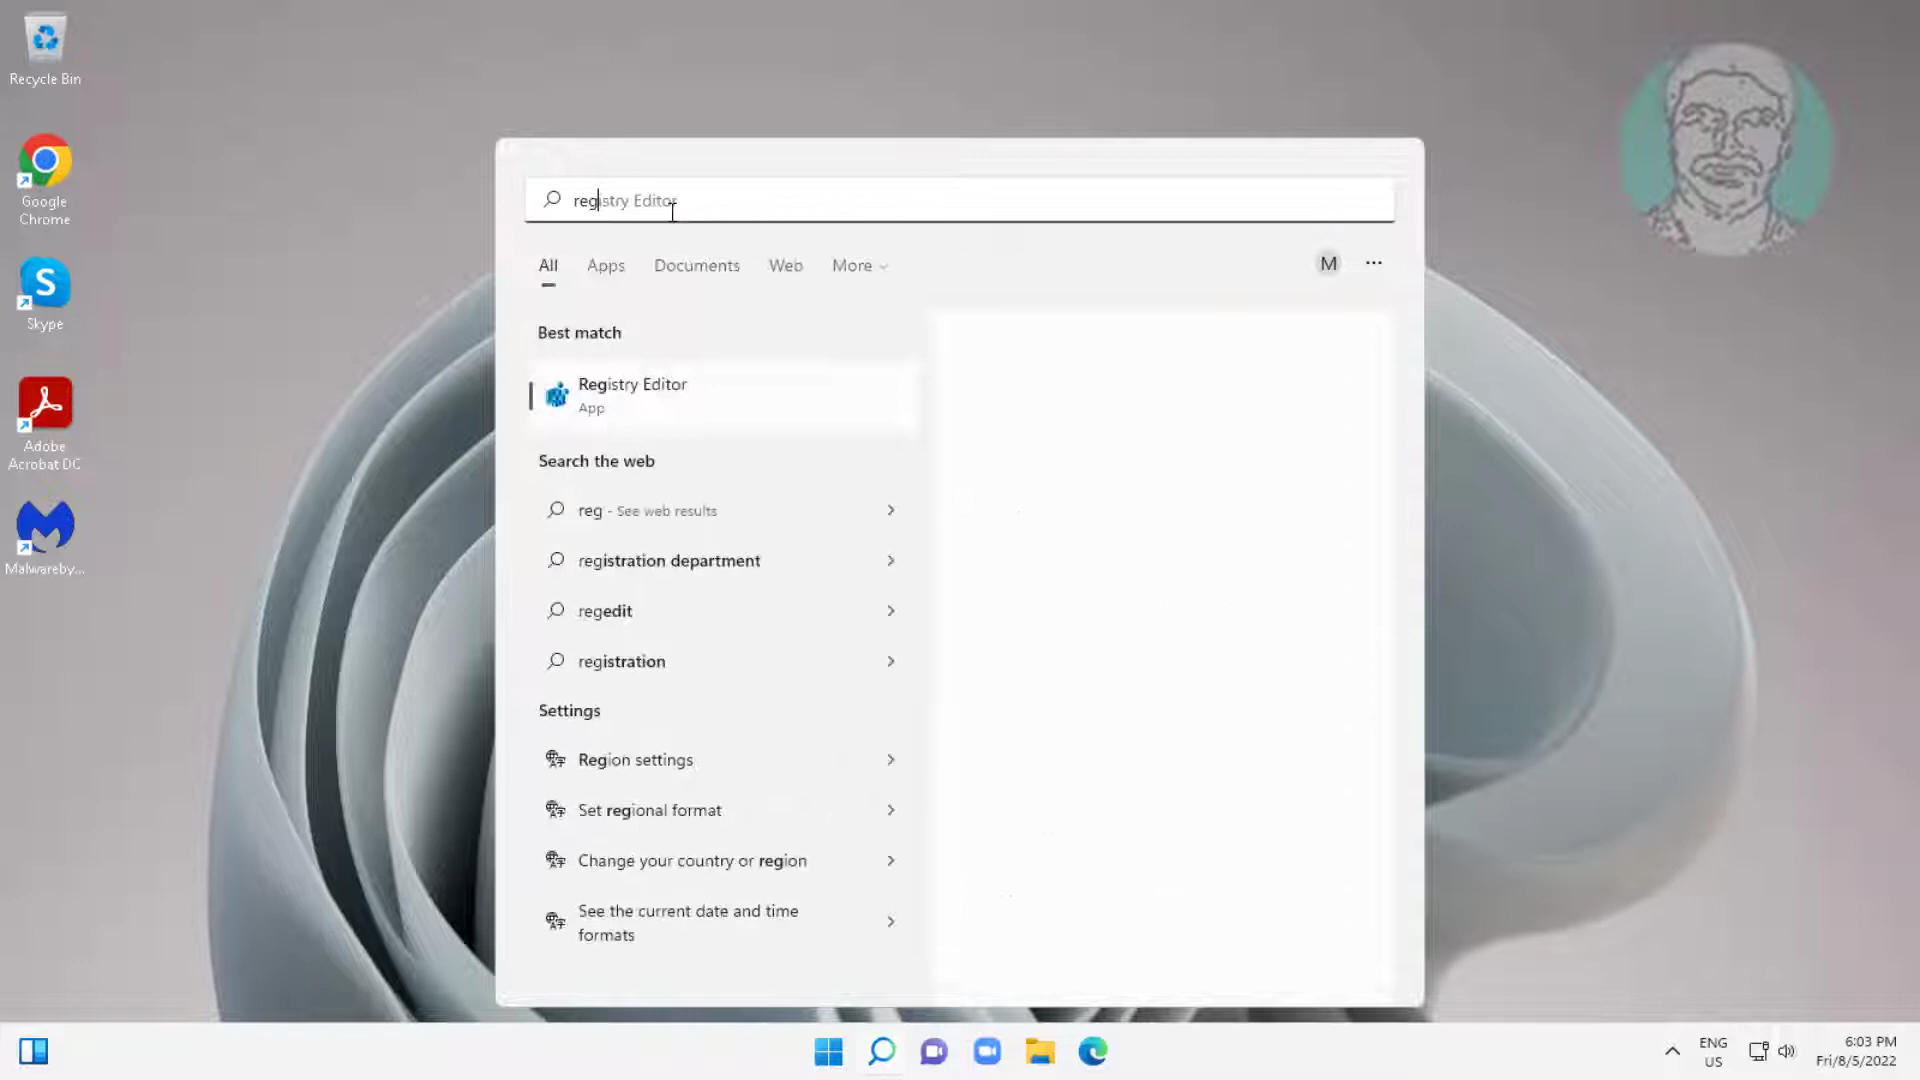 Recycle Bin
Google
Chrome
Skype
Adobe
Acrobat DC
Malwareby...
registry Editor
All
Apps
Documents
Web
More
M
Best match
Registry Editor
App
Search the web
reg - See web results
registration department
regedit
registration
Settings
Region settings
Set regional format
Change your country or region
See the current date and time
formats
ENG
US
6:03 PM
Fri/8/5/2022